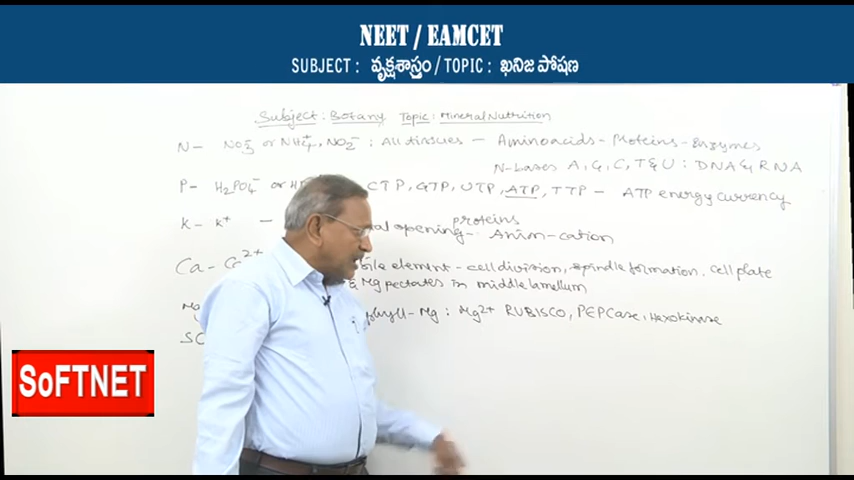 NEET / EAMCET
SUBJECT : వృక్షశాస్త్రం / TOPIC : ఖనిజ పోషణ
Subject : Botany Topic : Mineral Nutrition
N - NO3- or NH4+, NO2- : All tissues - Aminoacids - Proteins - Enzymes
N-bases A, G, C, T & U : DNA & RNA
P - H2PO4- or CTP, GTP, UTP, ATP, TTP - ATP energy currency
proteins
K - K+ - opening - Anion - cation
Ca - Ca2+ element - cell division, spindle formation. Cell plate
& Mg pectates in middle lamellum
Mg - Mg : Mg2+ RUBISCO, PEPCase, Hexokinase
SoFTNET